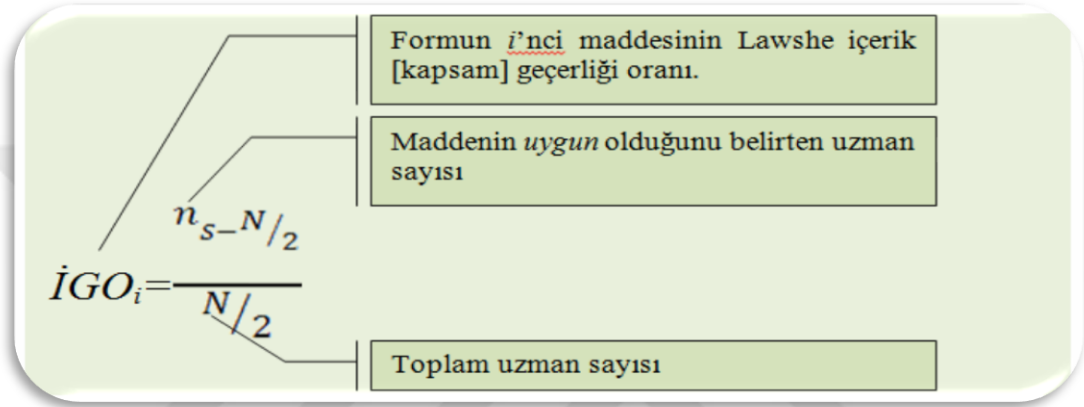 Formun i’nci maddesinin Lawshe içerik
[kapsam] geçerliği oranı.
Maddenin uygun olduğunu belirten uzman
sayısı
n s– N/2
İGOi=
N/2
Toplam uzman sayısı